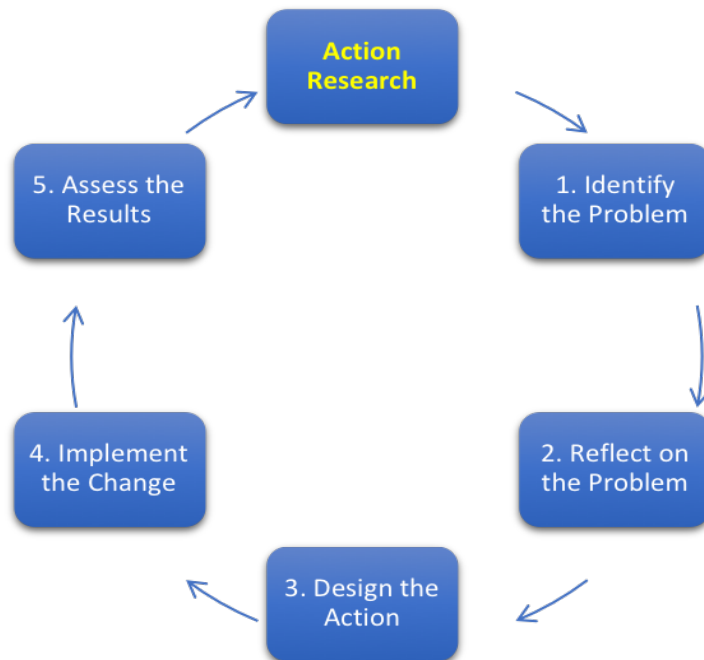 Action
Research
1. Identify
the Problem
2. Reflect on
the Problem
3. Design the
Action
4. Implement
the Change
5. Assess the
Results